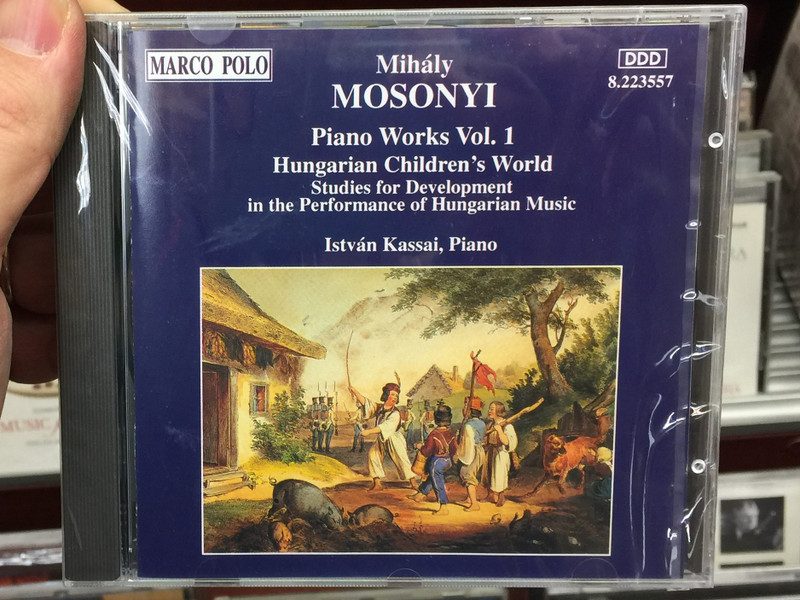 MARCO POLO
DDD
8.223557
Mihály
MOSONYI
Piano Works Vol. 1
Hungarian Children's World
Studies for Development
in the Performance of Hungarian Music
István Kassai, Piano
MUSIC